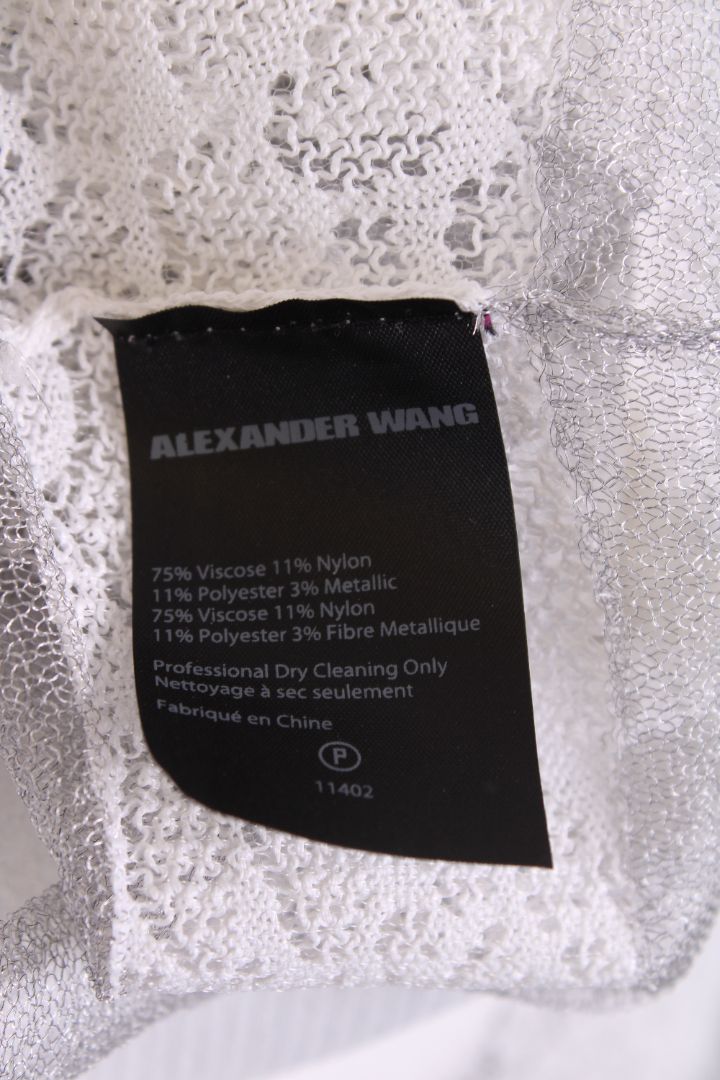 ALEXANDER WANG
75% Viscose 11% Nylon
11% Polyester 3% Metallic
75% Viscose 11% Nylon
11% Polyester 3% Fibre Metallique
Professional Dry Cleaning Only
Nettoyage à sec seulement
Fabriqué en Chine
P
11402